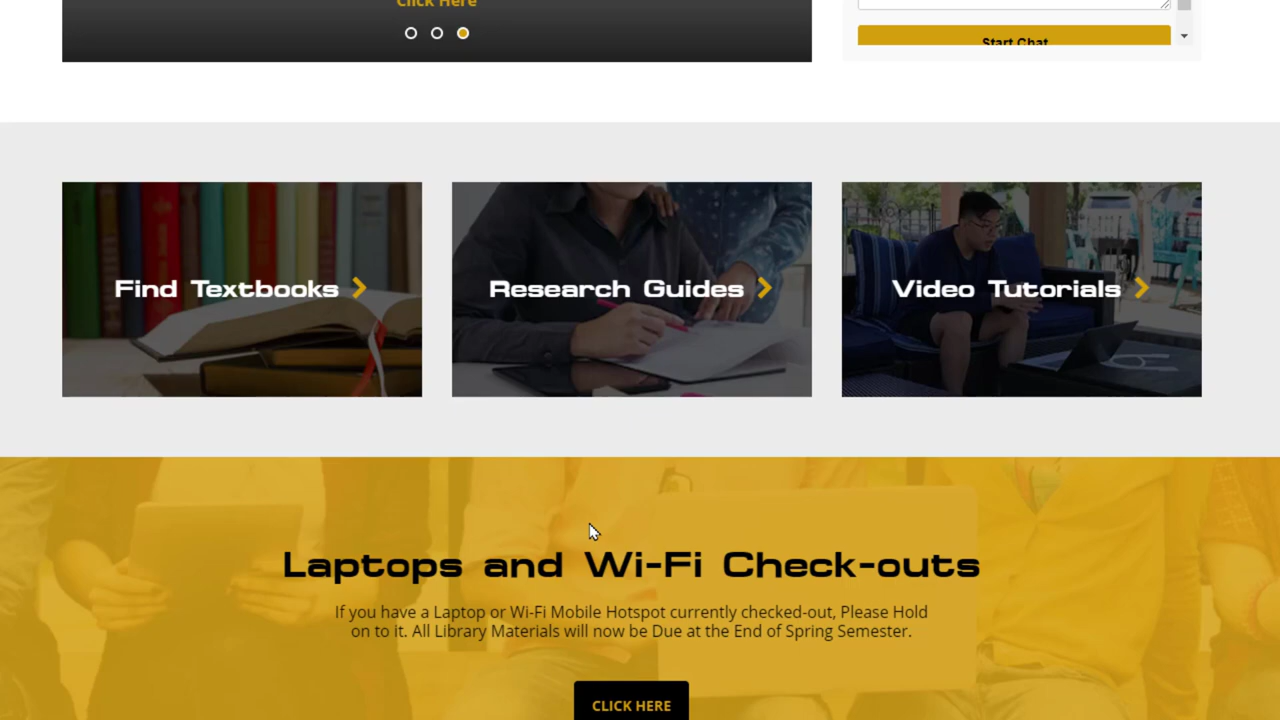 Click Here
Start Chat
Find Textbooks
Research Guides
Video Tutorials
Laptops and Wi-Fi Check-outs
If you have a Laptop or Wi-Fi Mobile Hotspot currently checked-out, Please Hold
on to it. All Library Materials will now be Due at the End of Spring Semester.
CLICK HERE